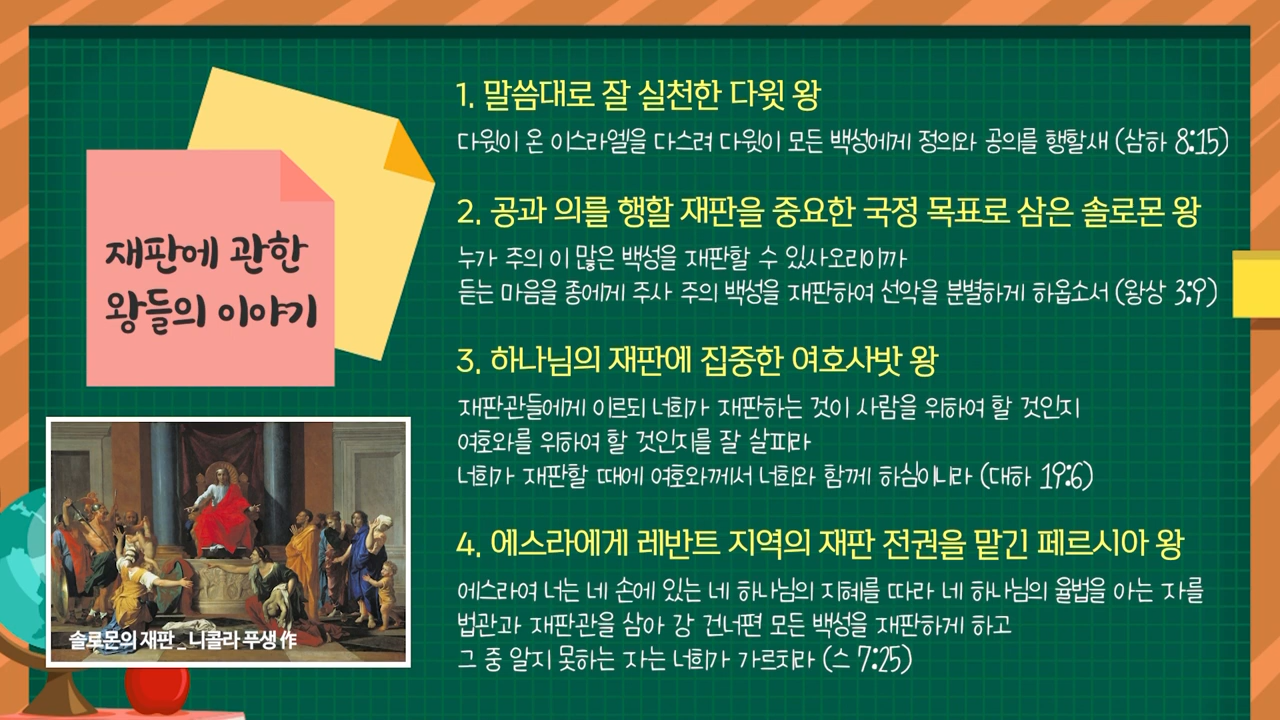 재판에 관한
왕들의 이야기
솔로몬의 재판 _ 니콜라 푸생 作
1. 말씀대로 잘 실천한 다윗 왕
다윗이 온 이스라엘을 다스려 다윗이 모든 백성에게 정의와 공의를 행할새 (삼하 8:15)
2. 공과 의를 행할 재판을 중요한 국정 목표로 삼은 솔로몬 왕
누가 주의 이 많은 백성을 재판할 수 있사오리이까
듣는 마음을 종에게 주사 주의 백성을 재판하여 선악을 분별하게 하옵소서 (왕상 3:9)
3. 하나님의 재판에 집중한 여호사밧 왕
재판관들에게 이르되 너희가 재판하는 것이 사람을 위하여 할 것인지
여호와를 위하여 할 것인지를 잘 살피라
너희가 재판할 때에 여호와께서 너희와 함께 하심이니라 (대하 19:6)
4. 에스라에게 레반트 지역의 재판 전권을 맡긴 페르시아 왕
에스라여 너는 네 손에 있는 네 하나님의 지혜를 따라 네 하나님의 율법을 아는 자를
법관과 재판관을 삼아 강 건너편 모든 백성을 재판하게 하고
그 중 알지 못하는 자는 너희가 가르치라 (스 7:25)